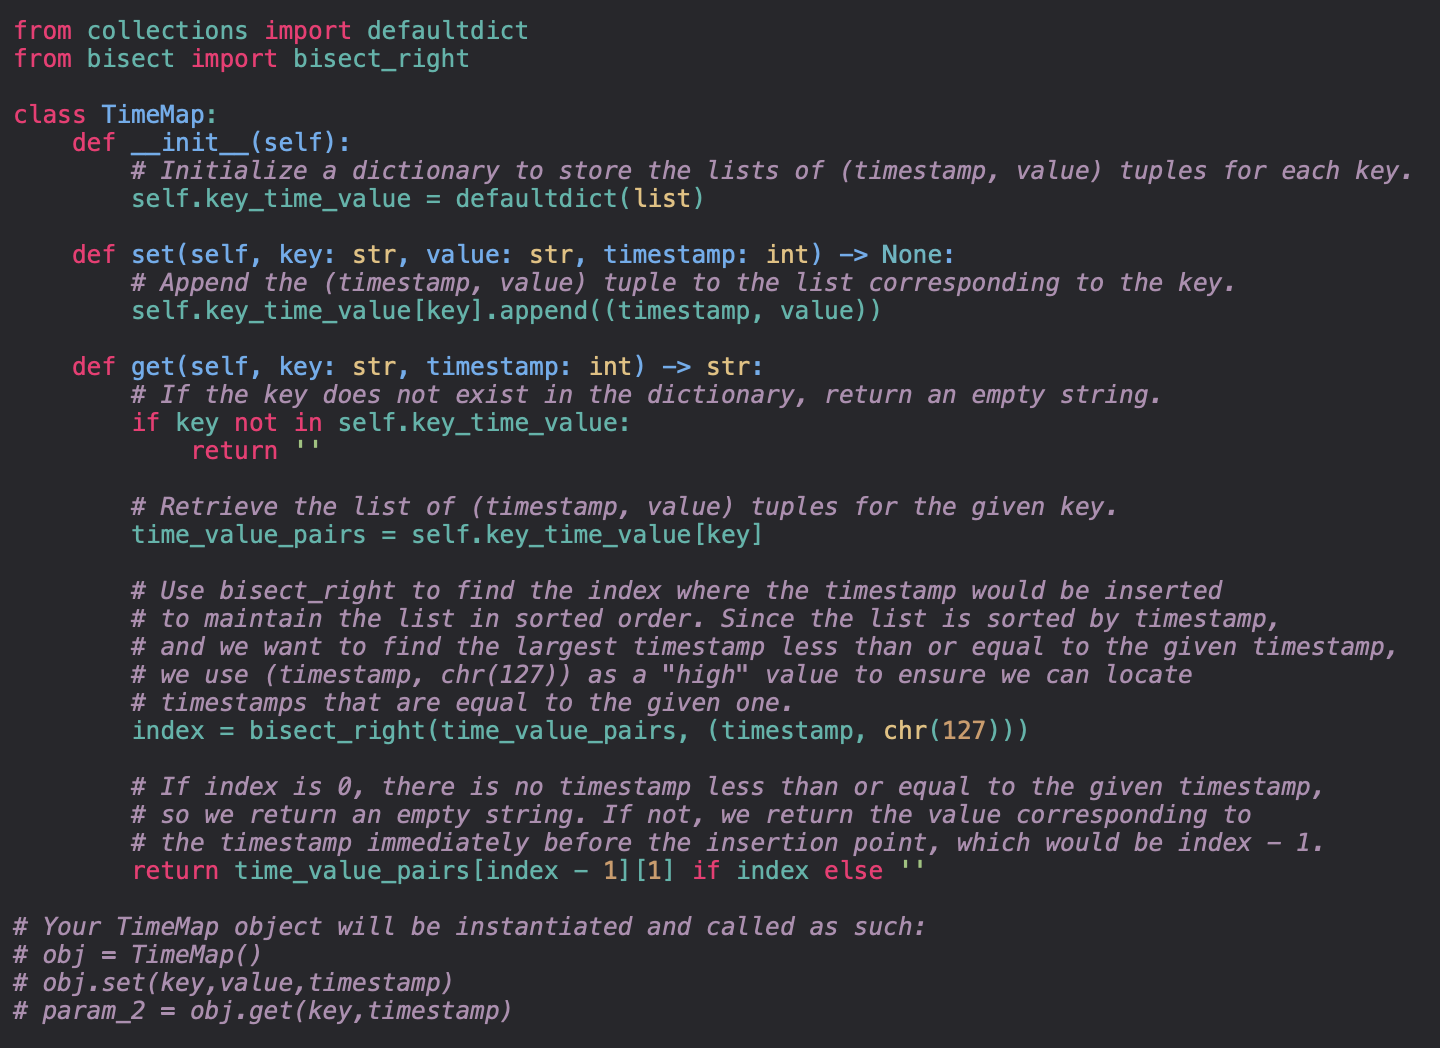 from collections import defaultdict
from bisect import bisect_right

class TimeMap:
    def __init__(self):
        # Initialize a dictionary to store the lists of (timestamp, value) tuples for each key.
        self.key_time_value = defaultdict(list)

    def set(self, key: str, value: str, timestamp: int) -> None:
        # Append the (timestamp, value) tuple to the list corresponding to the key.
        self.key_time_value[key].append((timestamp, value))

    def get(self, key: str, timestamp: int) -> str:
        # If the key does not exist in the dictionary, return an empty string.
        if key not in self.key_time_value:
            return ''

        # Retrieve the list of (timestamp, value) tuples for the given key.
        time_value_pairs = self.key_time_value[key]

        # Use bisect_right to find the index where the timestamp would be inserted
        # to maintain the list in sorted order. Since the list is sorted by timestamp,
        # and we want to find the largest timestamp less than or equal to the given timestamp,
        # we use (timestamp, chr(127)) as a "high" value to ensure we can locate
        # timestamps that are equal to the given one.
        index = bisect_right(time_value_pairs, (timestamp, chr(127)))

        # If index is 0, there is no timestamp less than or equal to the given timestamp,
        # so we return an empty string. If not, we return the value corresponding to
        # the timestamp immediately before the insertion point, which would be index - 1.
        return time_value_pairs[index - 1][1] if index else ''

# Your TimeMap object will be instantiated and called as such:
# obj = TimeMap()
# obj.set(key,value,timestamp)
# param_2 = obj.get(key,timestamp)